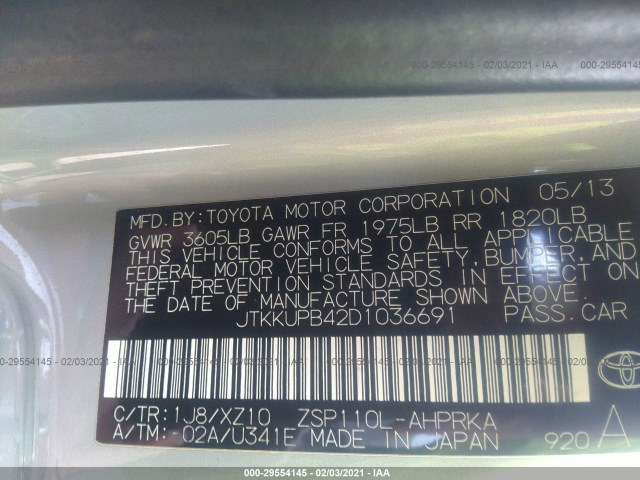 000-29554145 - 02/03/2021 - IAA
MFD.BY:TOYOTA MOTOR CORPORATION 05/13
GVWR 3605LB GAWR FR 1975LB RR 1820LB
THIS VEHICLE CONFORMS TO ALL APPLICABLE
FEDERAL MOTOR VEHICLE SAFETY, BUMPER, AND
THEFT PREVENTION STANDARDS IN EFFECT ON
THE DATE OF MANUFACTURE SHOWN ABOVE.
JTKKUPB42D1036691 PASS.CAR
C/TR:1J8/XZ10 ZSP110L-AHPRKA
A/TM:-02A/U341E MADE IN JAPAN 920 A
000-29554145 - 02/03/2021 - IAA